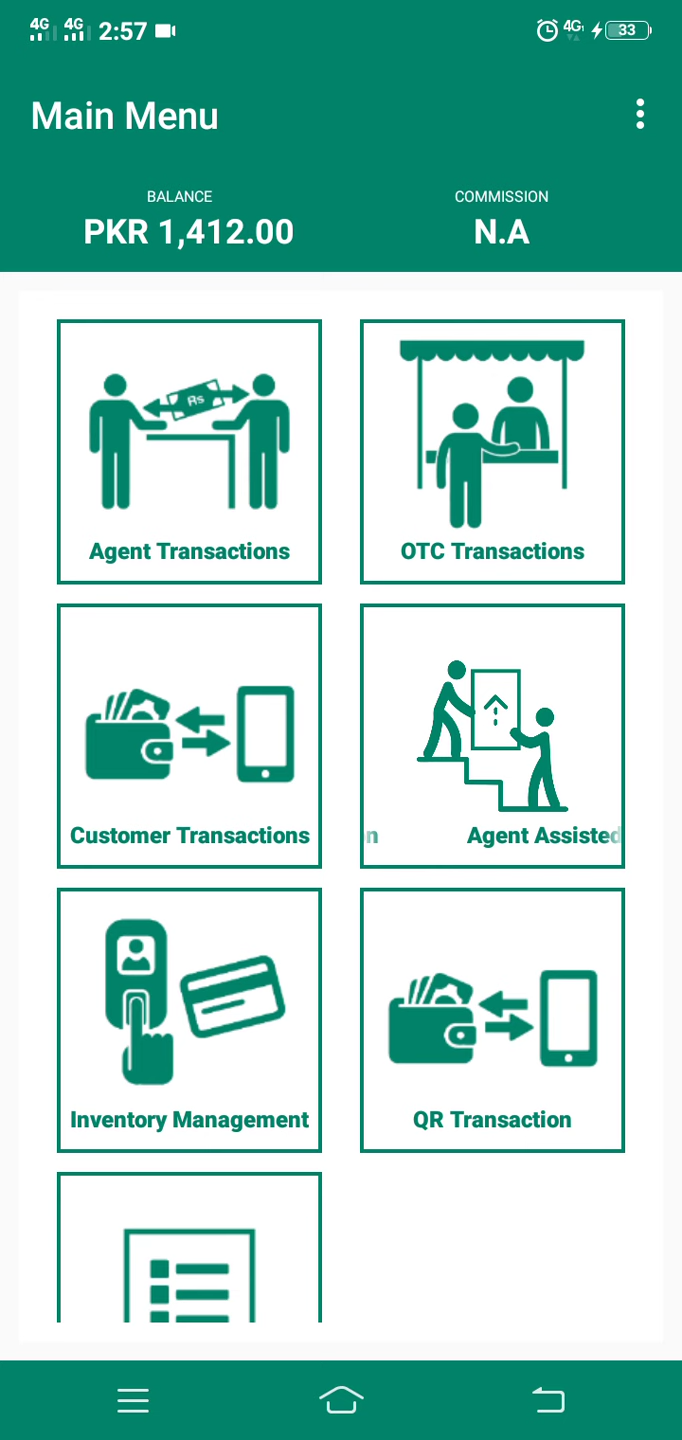 4G 4G 2:57 4G 33
Main Menu
BALANCE COMMISSION
PKR 1,412.00 N.A
Rs
Agent Transactions OTC Transactions
Customer Transactions n Agent Assisted
Inventory Management QR Transaction